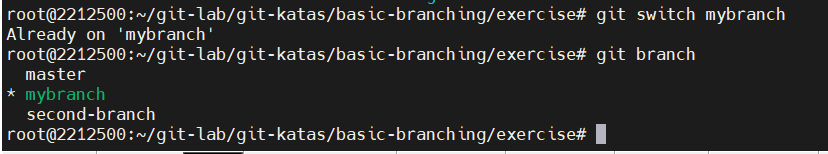 root@2212500:~/git-lab/git-katas/basic-branching/exercise# git switch mybranch
Already on 'mybranch'
root@2212500:~/git-lab/git-katas/basic-branching/exercise# git branch
  master
* mybranch
  second-branch
root@2212500:~/git-lab/git-katas/basic-branching/exercise#